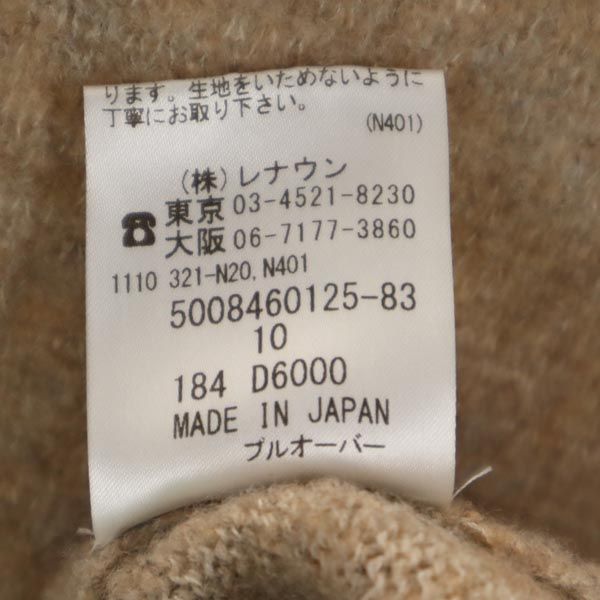 ります。生地をいためないように
丁寧にお取り下さい。
(N401)
(株)レナウン
東京 03-4521-8230
大阪 06-7177-3860
1110 321-N20,N401
5008460125-83
10
184 D6000
MADE IN JAPAN
プルオーバー